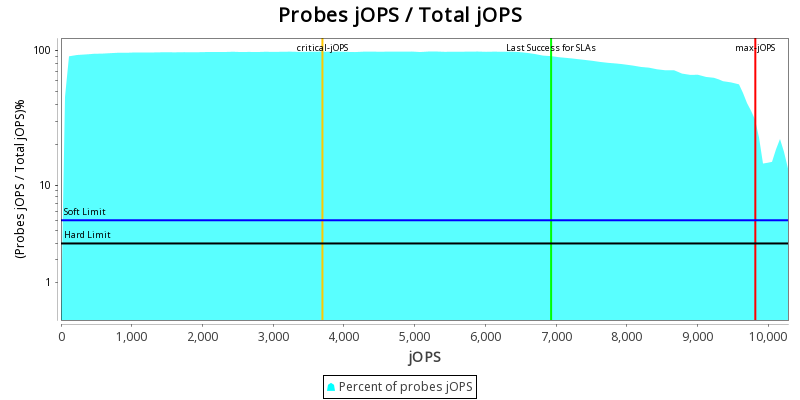 Probes jOPS / Total jOPS
critical-jOPS
Last Success for SLAs
max-jOPS
(Probes jOPS / Total jOPS)%
100
10
1
Soft Limit
Hard Limit
0
1,000
2,000
3,000
4,000
5,000
6,000
7,000
8,000
9,000
10,000
jOPS
Percent of probes jOPS